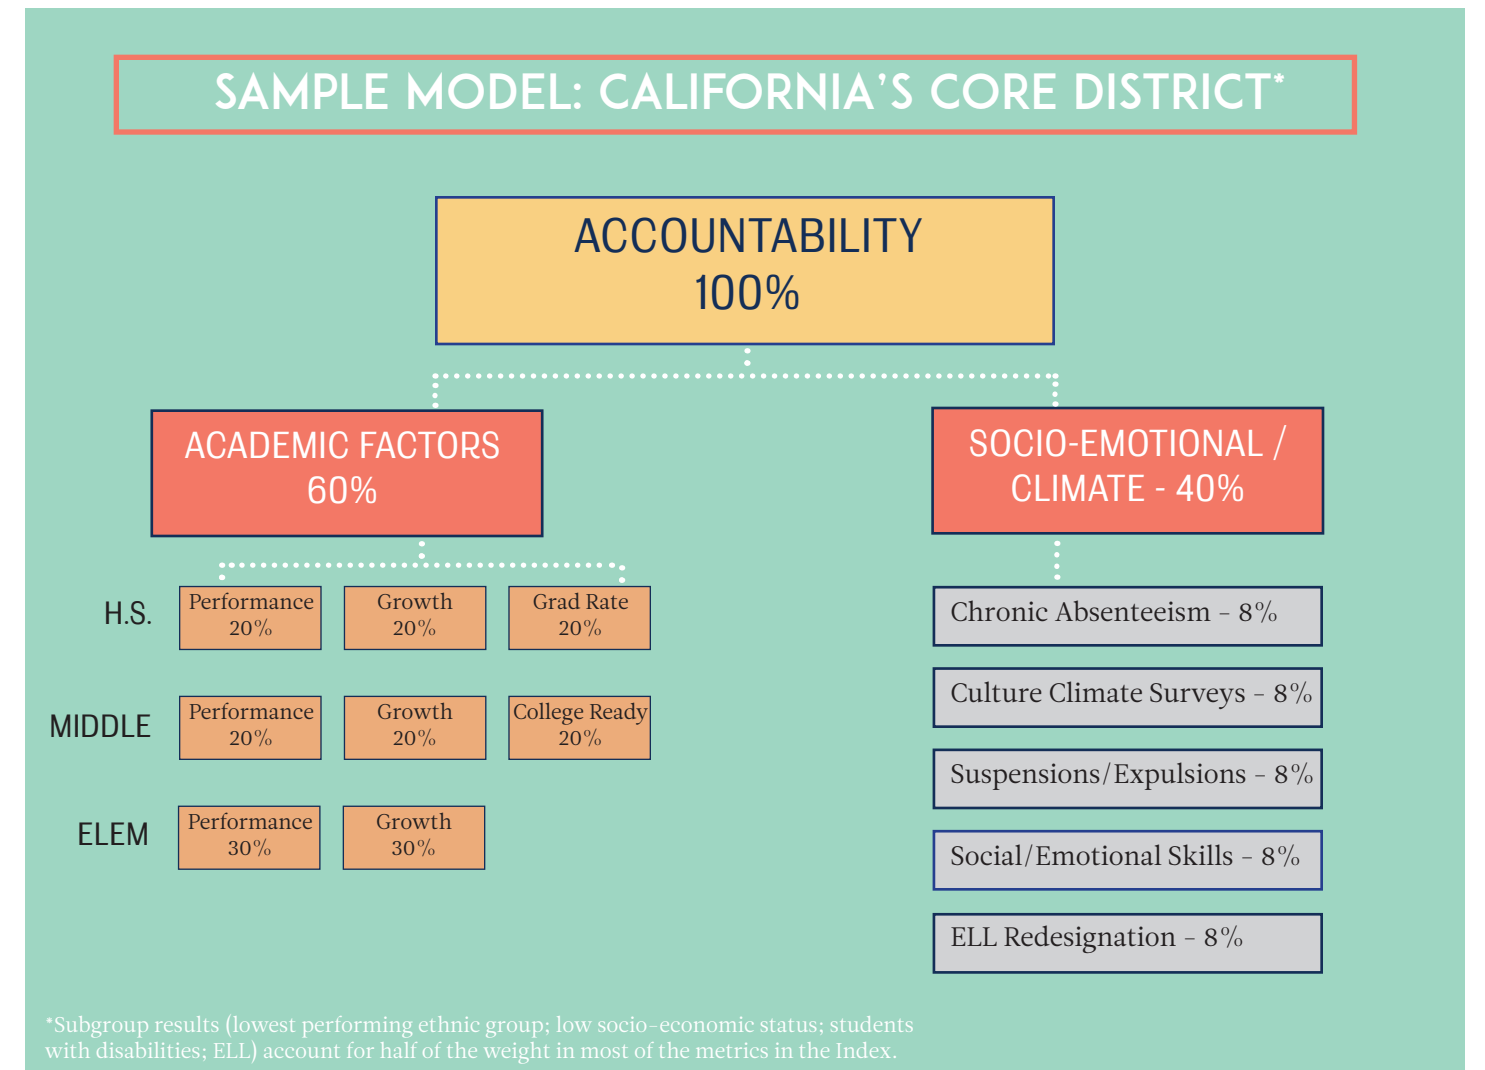 SAMPLE MODEL: CALIFORNIA'S CORE DISTRICT*
ACCOUNTABILITY
100%
ACADEMIC FACTORS
60%
SOCIO-EMOTIONAL /
CLIMATE - 40%
H.S.
Performance
20%
Growth
20%
Grad Rate
20%
MIDDLE
Performance
20%
Growth
20%
College Ready
20%
ELEM
Performance
30%
Growth
30%
Chronic Absenteeism – 8%
Culture Climate Surveys – 8%
Suspensions/Expulsions – 8%
Social/Emotional Skills – 8%
ELL Redesignation – 8%
*Subgroup results (lowest performing ethnic group; low socio-economic status; students
with disabilities; ELL) account for half of the weight in most of the metrics in the Index.